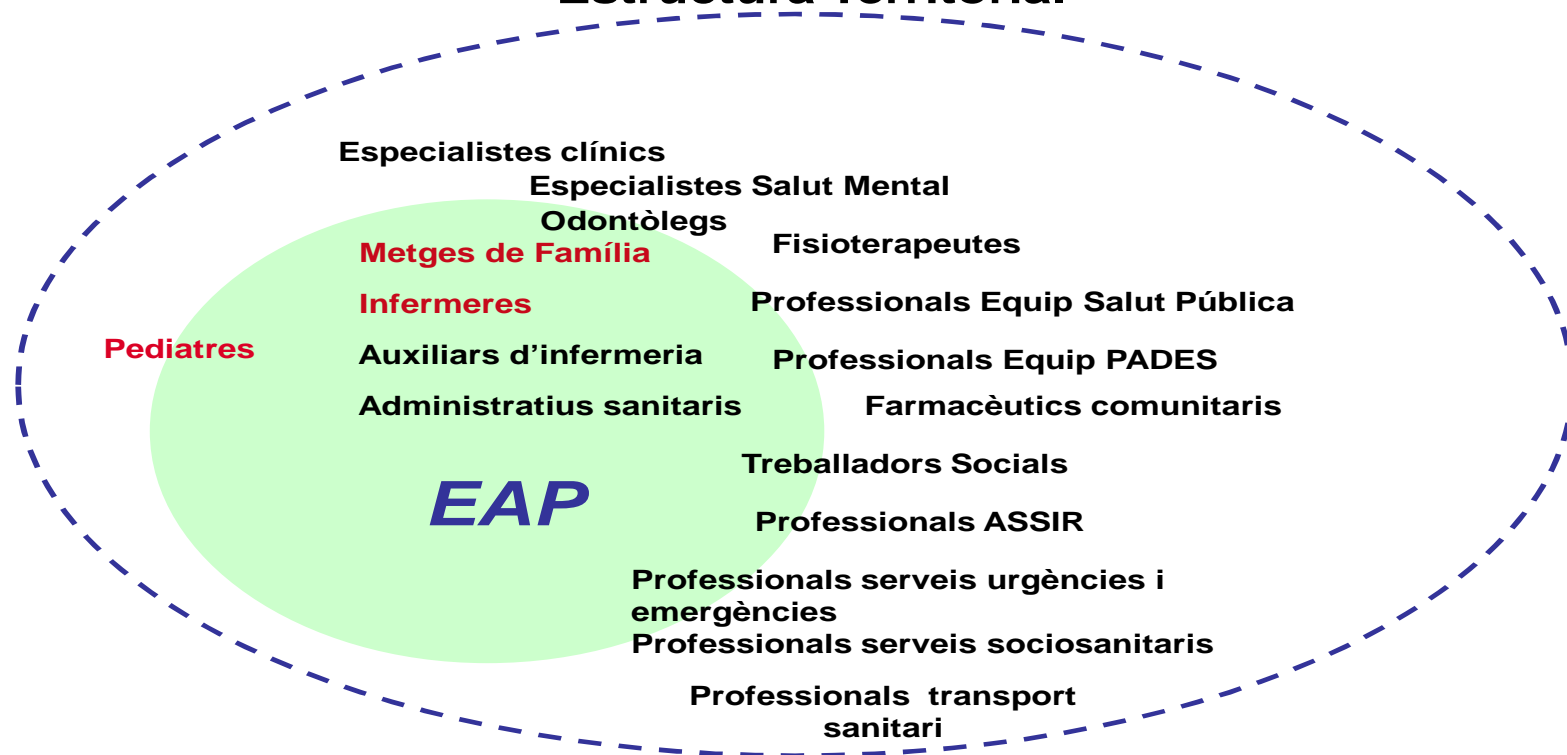 Estructura Territorial
Especialistes clínics
Especialistes Salut Mental
Odontòlegs
Metges de Família
Fisioterapeutes
Infermeres
Professionals Equip Salut Pública
Pediatres
Auxiliars d’infermeria
Professionals Equip PADES
Administratius sanitaris
Farmacèutics comunitaris
Treballadors Socials
EAP
Professionals ASSIR
Professionals serveis urgències i
emergències
Professionals serveis sociosanitaris
Professionals transport
sanitari